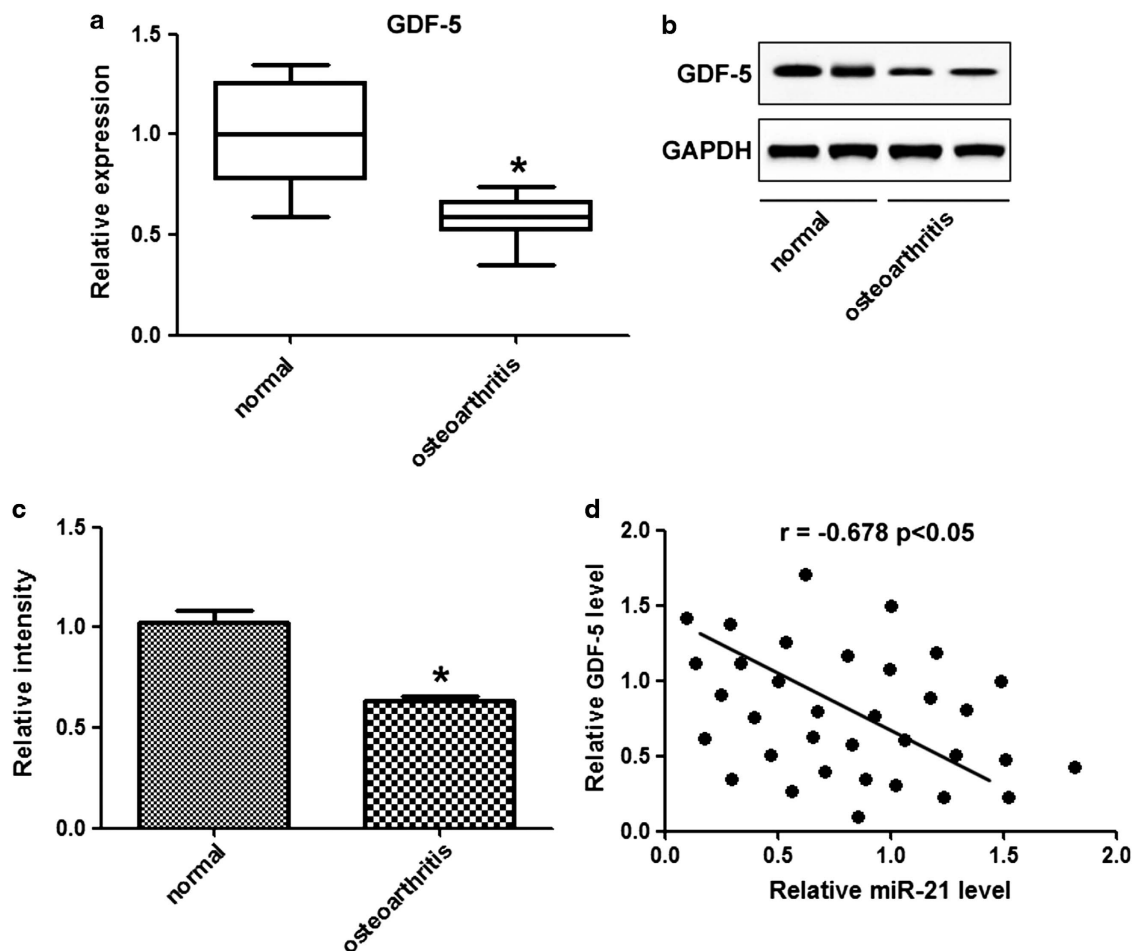 a
GDF-5
Relative expression
1.5
1.0
0.5
0.0
*
normal
osteoarthritis
b
GDF-5
GAPDH
normal
osteoarthritis
c
Relative intensity
1.5
1.0
0.5
0.0
*
normal
osteoarthritis
d
r = -0.678 p<0.05
Relative GDF-5 level
2.0
1.5
1.0
0.5
0.0
0.0 0.5 1.0 1.5 2.0
Relative miR-21 level